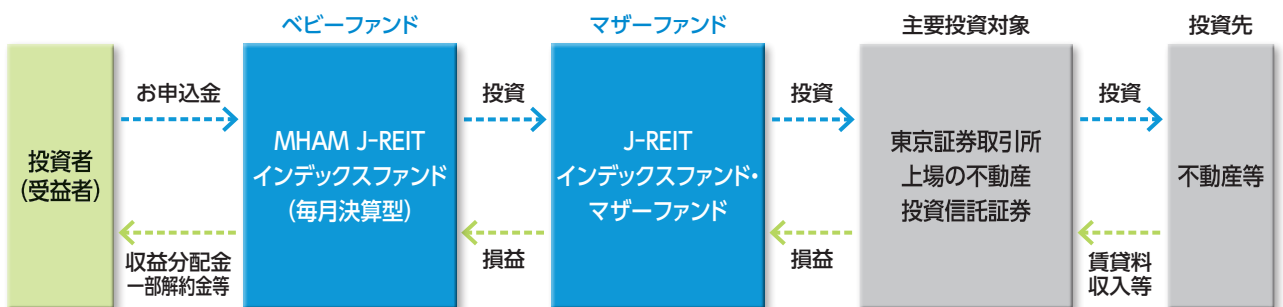 ベビーファンド
マザーファンド
主要投資対象
投資先
投資者
(受益者)
お申込金
収益分配金
一部解約金等
MHAM J-REIT
インデックスファンド
(毎月決算型)
投資
損益
J-REIT
インデックスファンド・
マザーファンド
投資
損益
東京証券取引所
上場の不動産
投資信託証券
投資
賃貸料
収入等
不動産等